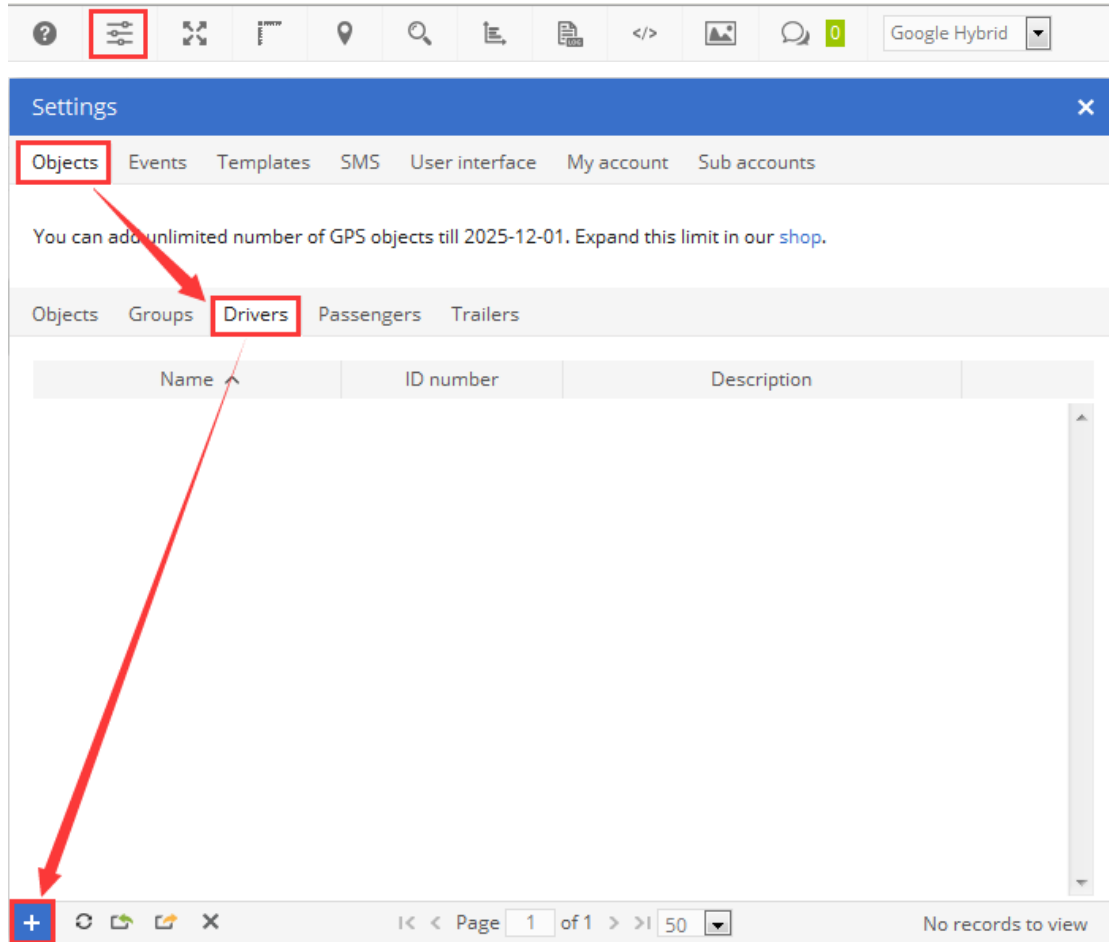 </> 0 Google Hybrid
Settings
Objects Events Templates SMS User interface My account Sub accounts
You can add unlimited number of GPS objects till 2025-12-01. Expand this limit in our shop.
Objects Groups Drivers Passengers Trailers
Name ID number Description
Page 1 of 1 50 No records to view